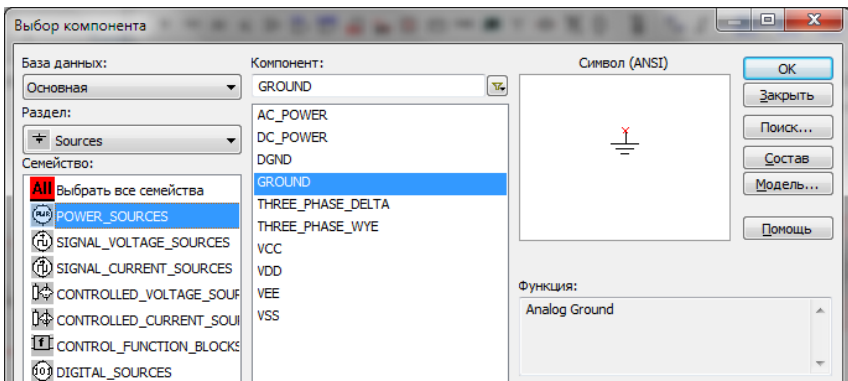 Выбор компонента
База данных:
Основная
Раздел:
Sources
Семейство:
All Выбрать все семейства
POWER_SOURCES
SIGNAL_VOLTAGE_SOURCES
SIGNAL_CURRENT_SOURCES
CONTROLLED_VOLTAGE_SOUR
CONTROLLED_CURRENT_SOUI
CONTROL_FUNCTION_BLOCKS
DIGITAL_SOURCES
Компонент:
GROUND
AC_POWER
DC_POWER
DGND
GROUND
THREE_PHASE_DELTA
THREE_PHASE_WYE
VCC
VDD
VEE
VSS
Символ (ANSI)
Функция:
Analog Ground
OK
Закрыть
Поиск...
Состав
Модель...
Помощь